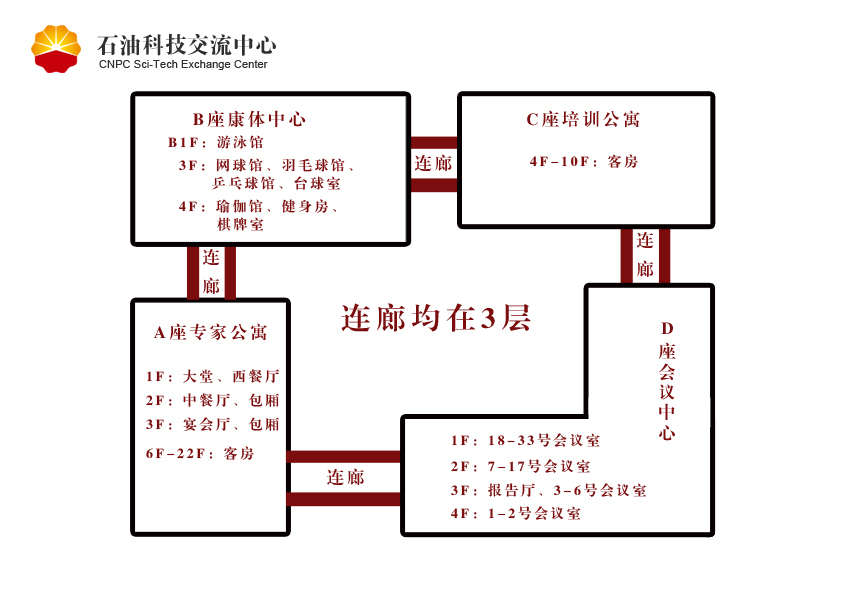 石油科技交流中心
CNPC Sci-Tech Exchange Center
B座康体中心
B1F：游泳馆
3F：网球馆、羽毛球馆、
乒乓球馆、台球室
4F：瑜伽馆、健身房、
棋牌室
连廊
C座培训公寓
4F-10F：客房
连廊
连廊
连廊均在3层
A座专家公寓
1F：大堂、西餐厅
2F：中餐厅、包厢
3F：宴会厅、包厢
6F-22F：客房
连廊
D座会议中心
1F：18-33号会议室
2F：7-17号会议室
3F：报告厅、3-6号会议室
4F：1-2号会议室